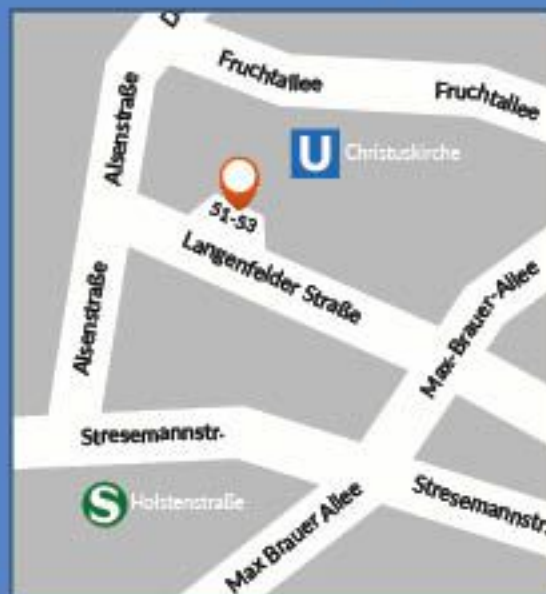 Fruchtallee
Fruchtallee
Alsenstraße
U
Christuskirche
51-53
Langenfelder Straße
Max-Brauer-Allee
Alsenstraße
Stresemannstr.
S
Holstenstraße
Stresemannstr.
Max Brauer Allee